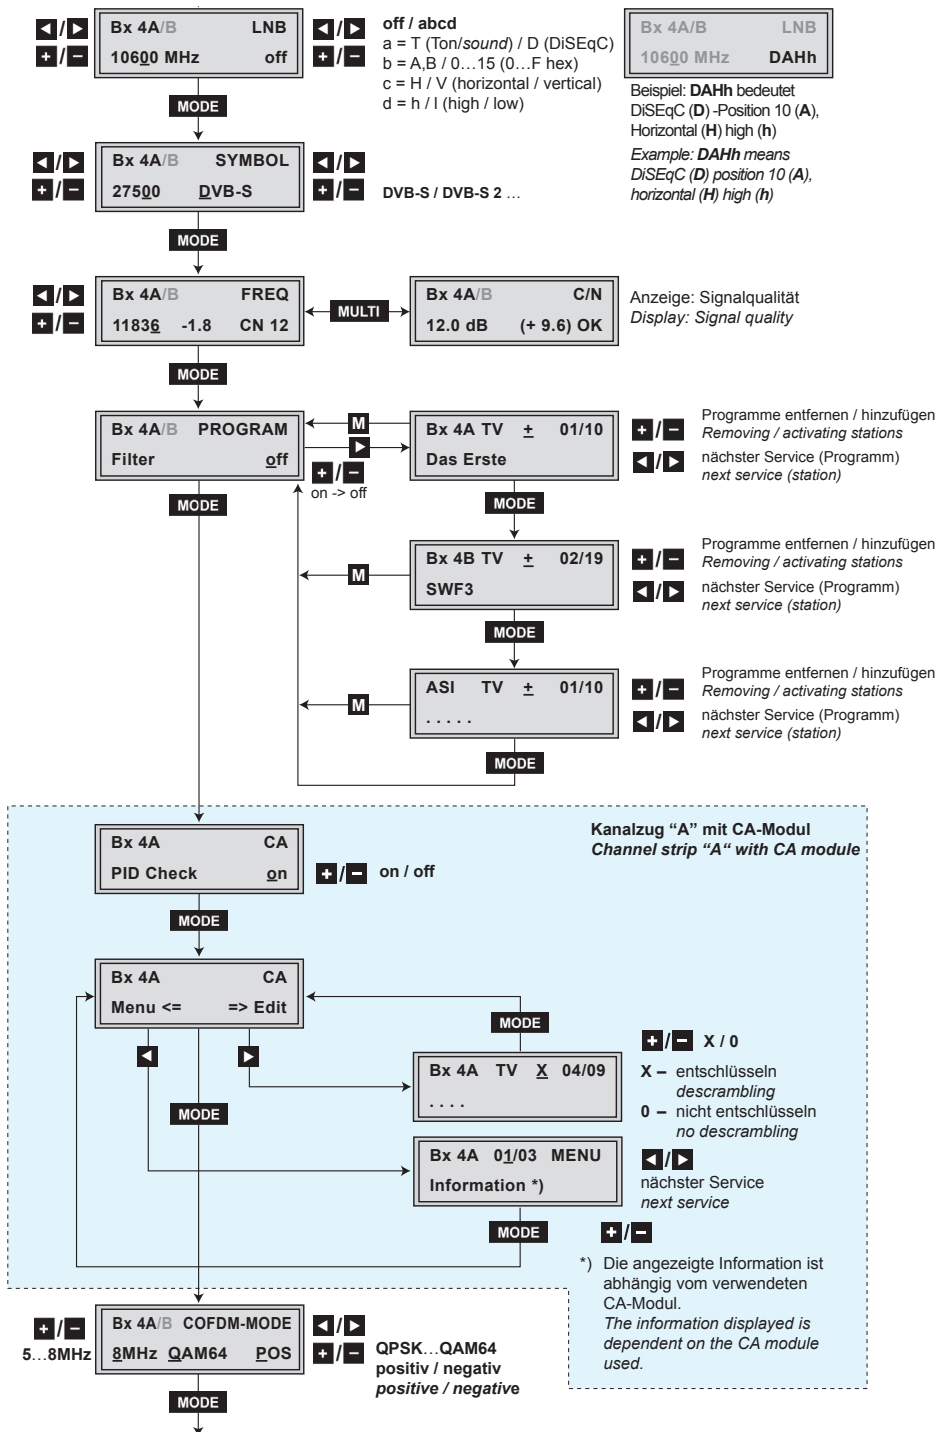 Bx 4A/B LNB
10600 MHz off
◄/►
+/−
◄/►
+/−
off / abcd
a = T (Ton/sound) / D (DiSEqC)
b = A,B / 0…15 (0…F hex)
c = H / V (horizontal / vertical)
d = h / l (high / low)
Bx 4A/B LNB
10600 MHz DAHh
Beispiel: DAHh bedeutet
DiSEqC (D) -Position 10 (A),
Horizontal (H) high (h)
Example: DAHh means
DiSEqC (D) position 10 (A),
horizontal (H) high (h)
MODE
◄/►
+/−
Bx 4A/B SYMBOL
27500 DVB-S
◄/►
+/−
DVB-S / DVB-S 2 …
MODE
◄/►
+/−
Bx 4A/B FREQ
11836 -1.8 CN 12
MULTI
Bx 4A/B C/N
12.0 dB (+ 9.6) OK
Anzeige: Signalqualität
Display: Signal quality
MODE
Bx 4A/B PROGRAM
Filter off
M
►
+/−
on -> off
Bx 4A TV + 01/10
Das Erste
+/−
Programme entfernen / hinzufügen
Removing / activating stations
◄/►
nächster Service (Programm)
next service (station)
MODE
MODE
M
Bx 4B TV + 02/19
SWF3
+/−
Programme entfernen / hinzufügen
Removing / activating stations
◄/►
nächster Service (Programm)
next service (station)
MODE
M
ASI TV + 01/10
. . . . .
+/−
Programme entfernen / hinzufügen
Removing / activating stations
◄/►
nächster Service (Programm)
next service (station)
MODE
Kanalzug “A” mit CA-Modul
Channel strip "A“ with CA module
Bx 4A CA
PID Check on
+/− on / off
MODE
Bx 4A CA
Menu <= => Edit
◄
►
MODE
MODE
Bx 4A TV X 04/09
. . . .
+/− X / 0
X – entschlüsseln
descrambling
0 – nicht entschlüsseln
no descrambling
Bx 4A 01/03 MENU
Information *)
◄/►
nächster Service
next service
MODE
+/−
*) Die angezeigte Information ist
abhängig vom verwendeten
CA-Modul.
The information displayed is
dependent on the CA module
used.
+/−
5…8MHz
Bx 4A/B COFDM-MODE
8MHz QAM64 POS
◄/►
+/−
QPSK…QAM64
positiv / negativ
positive / negative
MODE